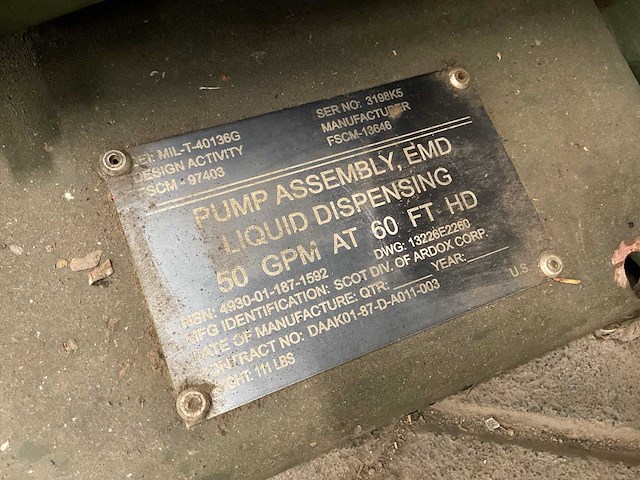 MIL-T-40136G
DESIGN ACTIVITY
FSCM - 97403
SER NO: 3198K5
MANUFACTURER
FSCM-13646
PUMP ASSEMBLY, EMD
LIQUID DISPENSING
50 GPM AT 60 FT HD
NSN: 4930-01-187-1592 DWG: 13226E2260
MFG IDENTIFICATION: SCOT DIV. OF ARDOX CORP.
DATE OF MANUFACTURE: QTR: YEAR:
CONTRACT NO: DAAK01-87-D-A011-003 U.S.
WEIGHT: 111 LBS